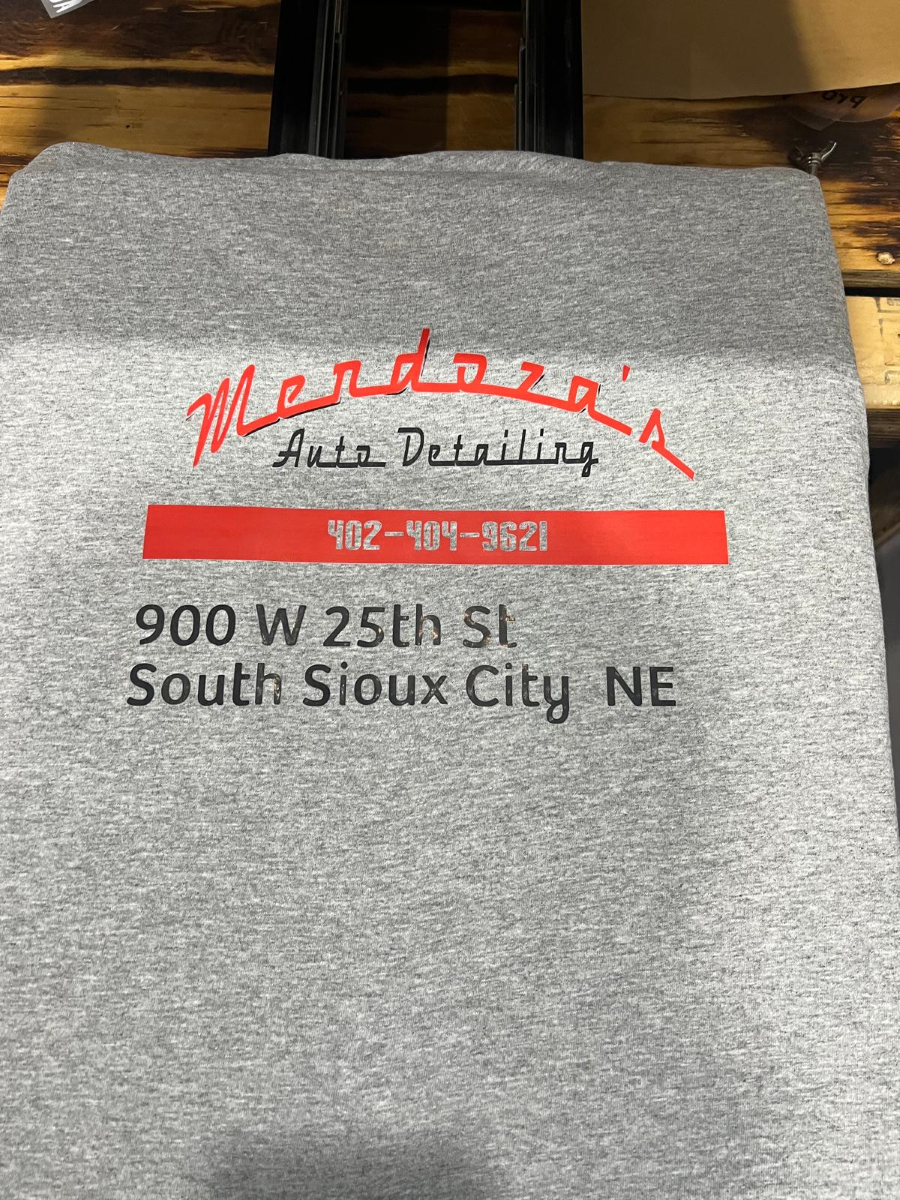 Mendoza's
Auto Detailing
402-404-9621
900 W 25th St
South Sioux City NE